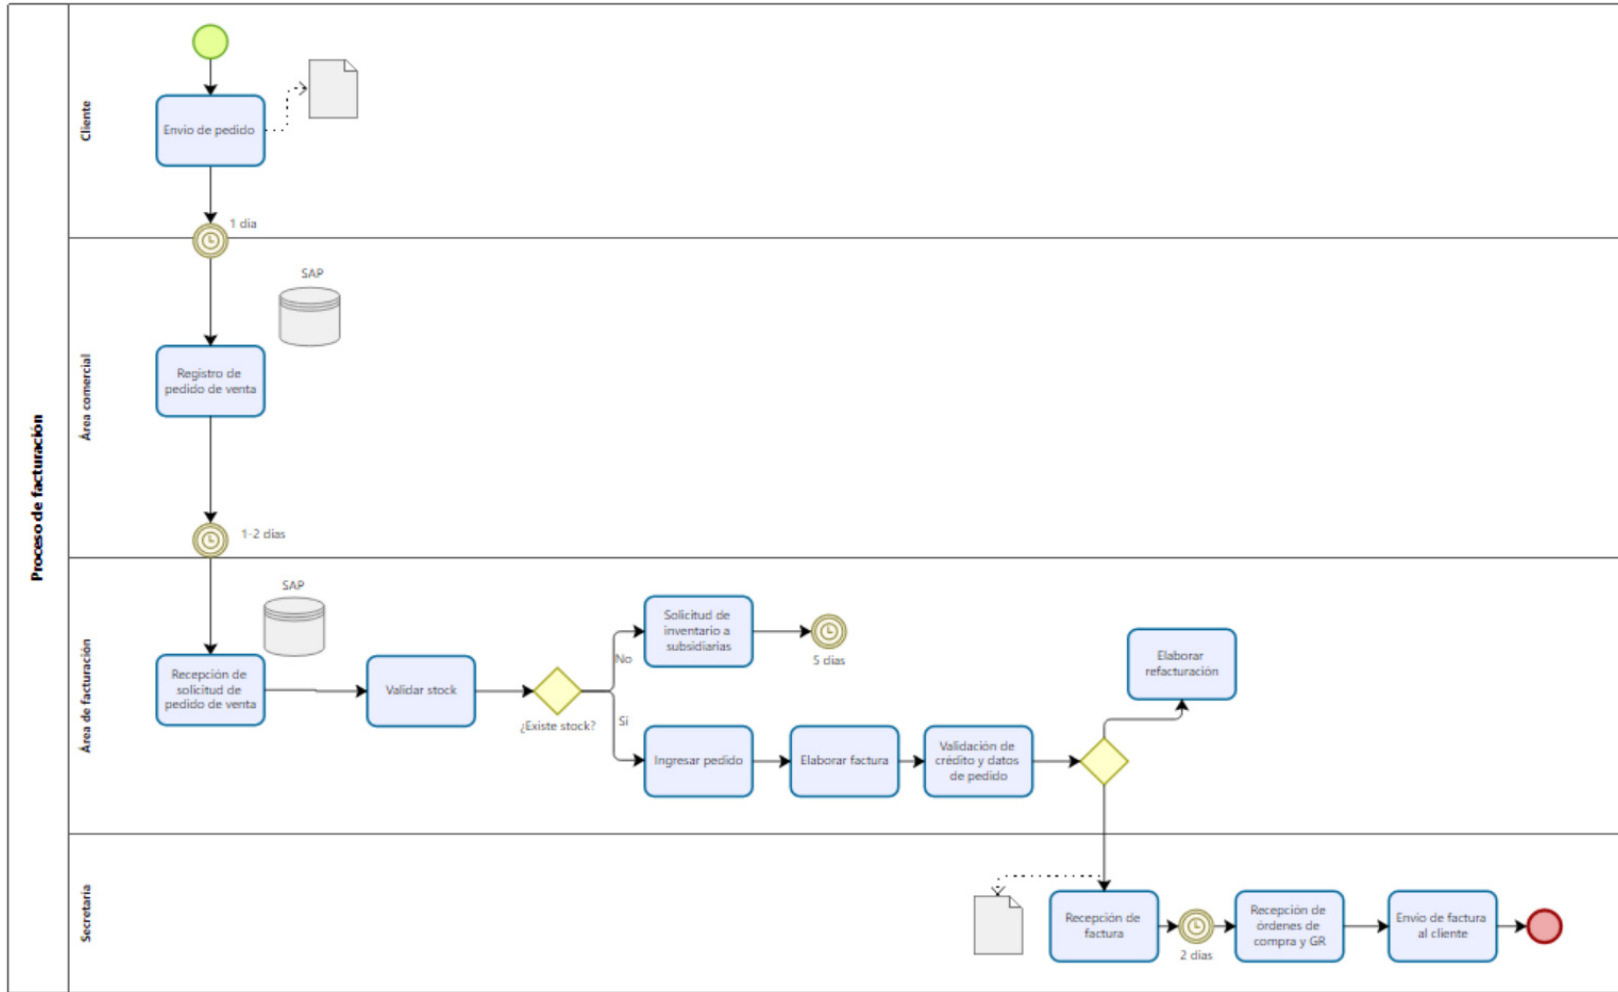 Proceso de facturación
Cliente
Envío de pedido
1 día
Área comercial
SAP
Registro de
pedido de venta
1-2 días
Área de facturación
SAP
Recepción de
solicitud de
pedido de venta
Validar stock
¿Existe stock?
No
Solicitud de
inventario a
subsidiarias
5 días
Si
Ingresar pedido
Elaborar factura
Validación de
crédito y datos
de pedido
Elaborar
refacturación
Secretaria
Recepción de
factura
2 días
Recepción de
órdenes de
compra y GR
Envío de factura
al cliente